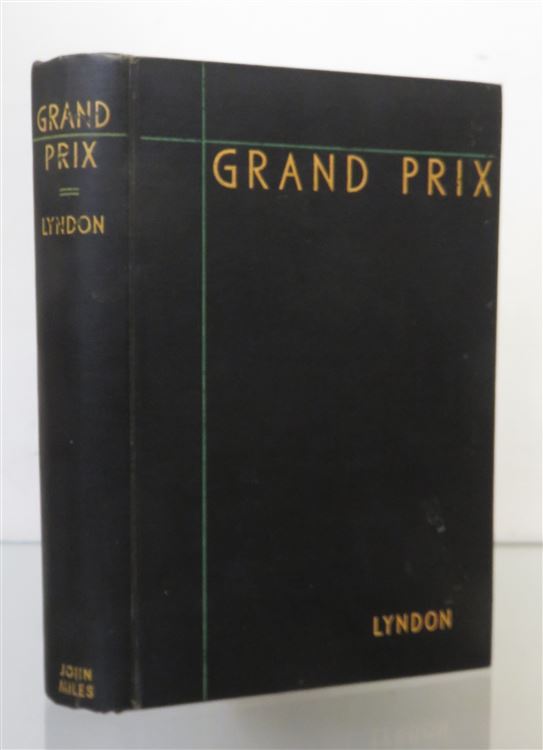 GRAND
PRIX
LYNDON
JOHN
MILES
GRAND PRIX
LYNDON